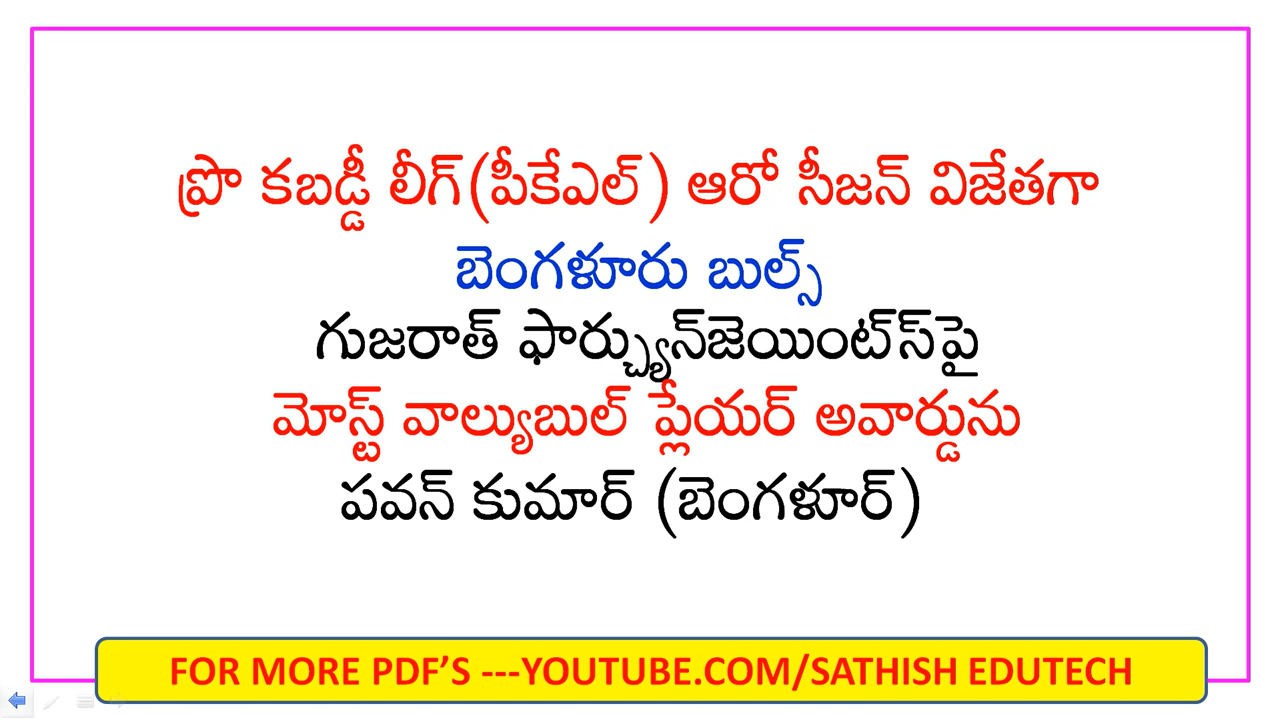 ప్రొ కబడ్డీ లీగ్(పీకేఎల్) ఆరో సీజన్ విజేతగా
బెంగళూరు బుల్స్
గుజరాత్ ఫార్చ్యున్‌జెయింట్‌స్‌పై
మోస్ట్ వాల్యుబుల్ ప్లేయర్ అవార్డును
పవన్ కుమార్ (బెంగళూర్)
FOR MORE PDF’S ---YOUTUBE.COM/SATHISH EDUTECH